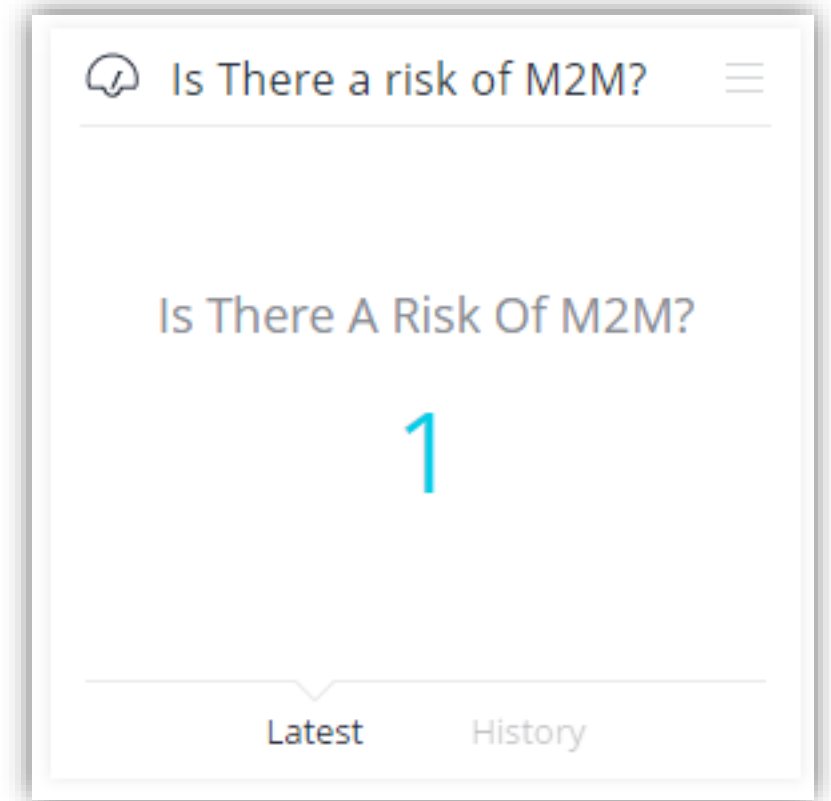 Is There a risk of M2M?
Is There A Risk Of M2M?
1
Latest History